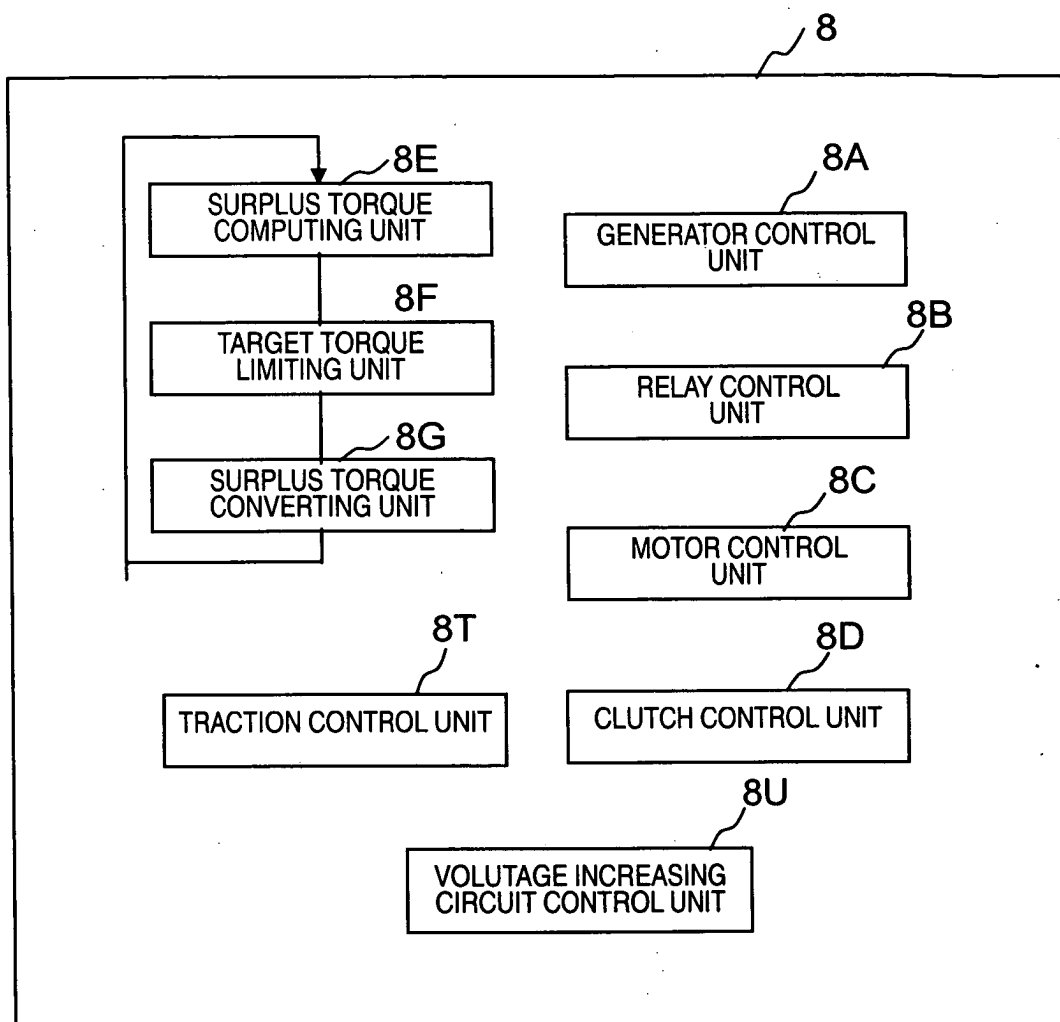 8
8E
SURPLUS TORQUE
COMPUTING UNIT
8F
TARGET TORQUE
LIMITING UNIT
8G
SURPLUS TORQUE
CONVERTING UNIT
8A
GENERATOR CONTROL
UNIT
8B
RELAY CONTROL
UNIT
8C
MOTOR CONTROL
UNIT
8T
TRACTION CONTROL UNIT
8D
CLUTCH CONTROL UNIT
8U
VOLUTAGE INCREASING
CIRCUIT CONTROL UNIT